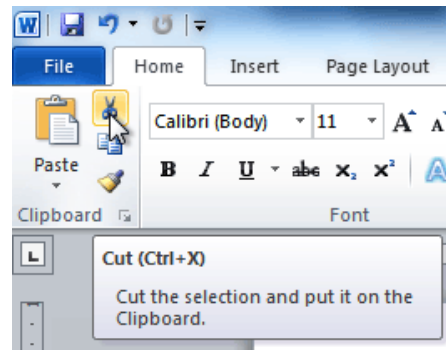 W
File Home Insert Page Layout
Calibri (Body) 11 A A
Paste B I U abc X₂ X² A
Clipboard Font
L
Cut (Ctrl+X)
Cut the selection and put it on the
Clipboard.